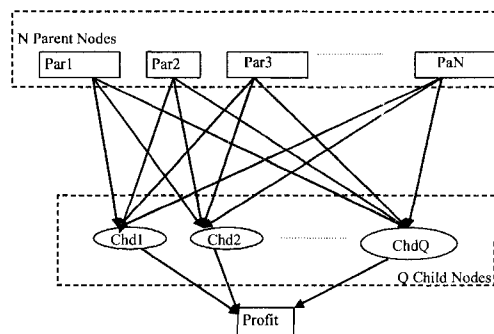 N Parent Nodes
Par1
Par2
Par3
PaN
Chd1
Chd2
ChdQ
Q Child Nodes
Profit